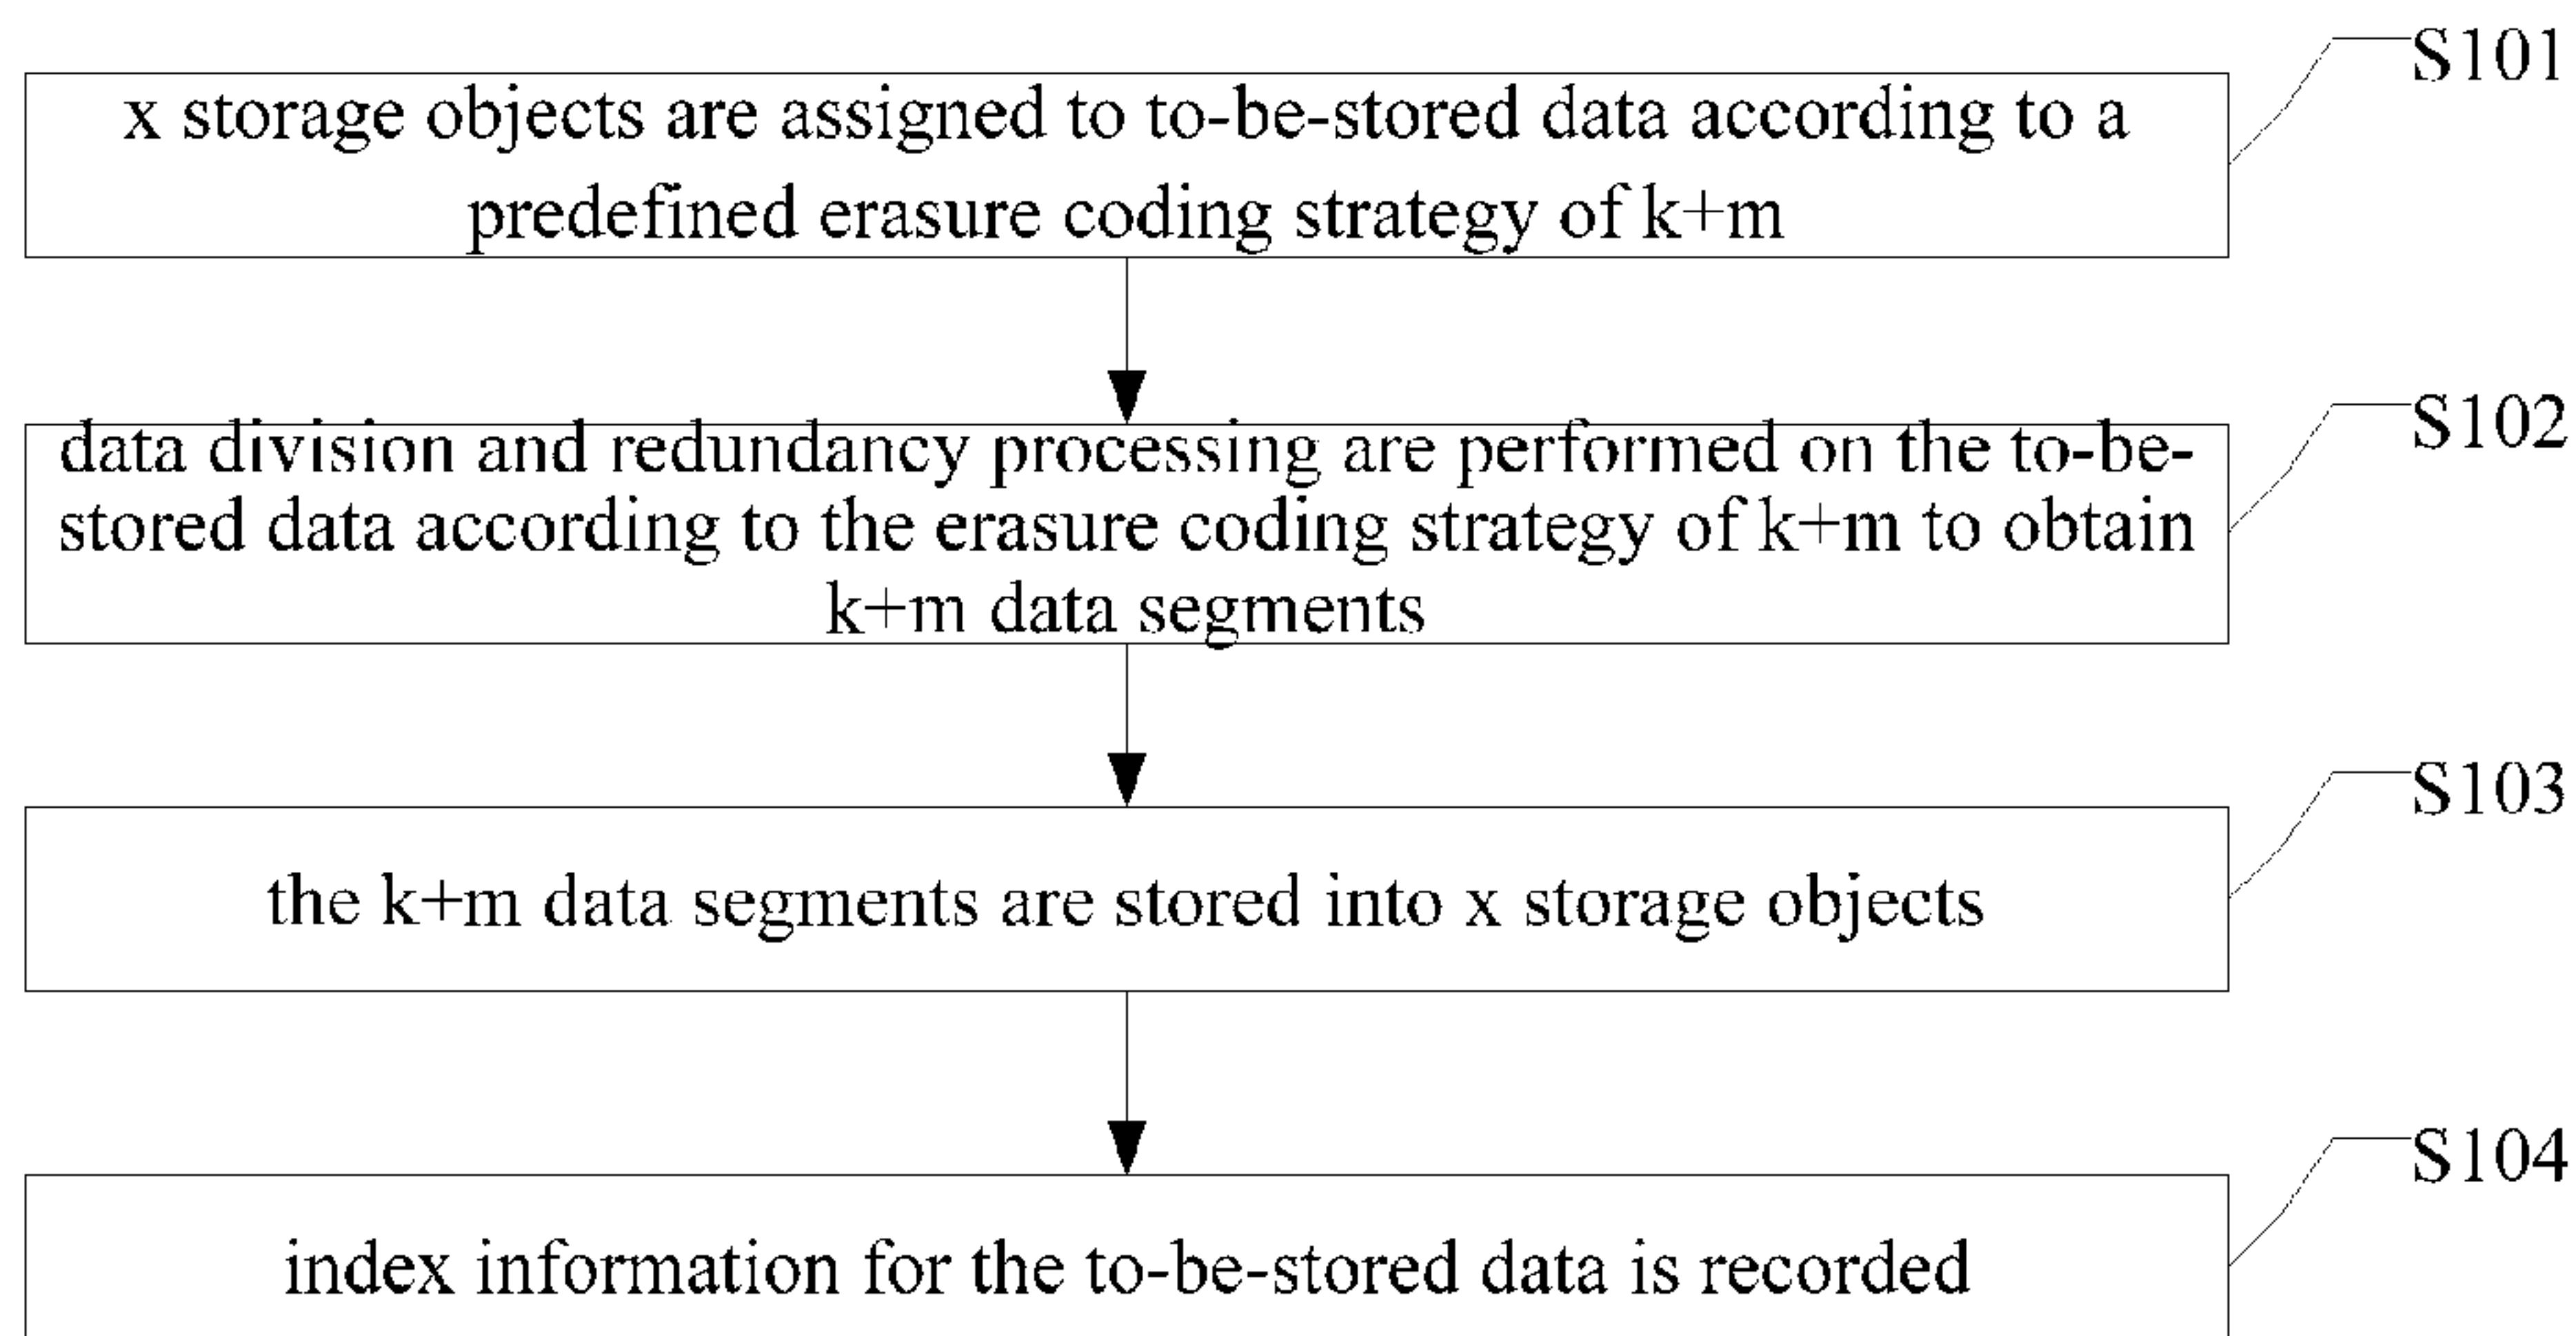 S101
x storage objects are assigned to to-be-stored data according to a
predefined erasure coding strategy of k+m
S102
data division and redundancy processing are performed on the to-be-
stored data according to the erasure coding strategy of k+m to obtain
k+m data segments
S103
the k+m data segments are stored into x storage objects
S104
index information for the to-be-stored data is recorded